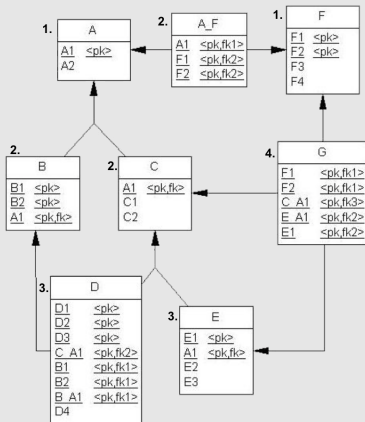 1.
A
A1 <pk>
A2
2.
A_F
A1 <pk,fk1>
F1 <pk,fk2>
F2 <pk,fk2>
1.
F
F1 <pk>
F2 <pk>
F3
F4
2.
B
B1 <pk>
B2 <pk>
A1 <pk,fk>
2.
C
A1 <pk,fk>
C1
C2
4.
G
F1 <pk,fk1>
F2 <pk,fk1>
C_A1 <pk,fk3>
E_A1 <pk,fk2>
E1 <pk,fk2>
3.
D
D1 <pk>
D2 <pk>
D3 <pk>
C_A1 <pk,fk2>
B1 <pk,fk1>
B2 <pk,fk1>
B_A1 <pk,fk1>
D4
3.
E
E1 <pk>
A1 <pk,fk>
E2
E3